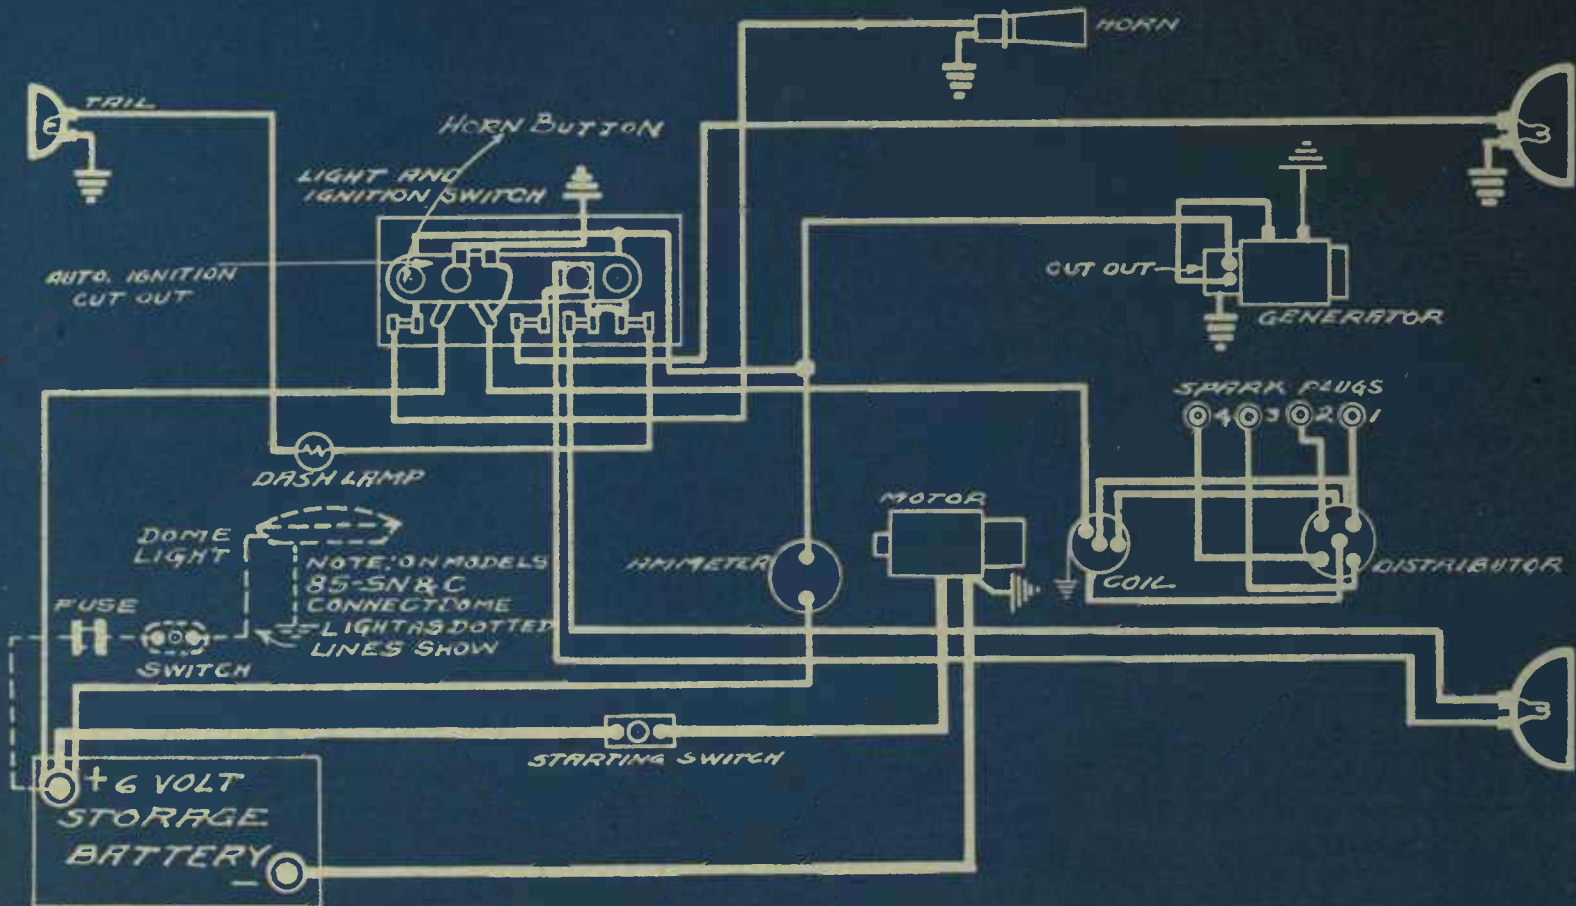 HORN
TAIL
HORN BUTTON
LIGHT AND
IGNITION SWITCH
AUTO. IGNITION
CUT OUT
CUT OUT
GENERATOR
SPARK PLUGS
4 3 2 1
DASH LAMP
MOTOR
DOME
LIGHT
NOTE: ON MODELS
85-SN & C
CONNECT DOME
LIGHT AS DOTTED
LINES SHOW
AMMETER
COIL
DISTRIBUTOR
FUSE
SWITCH
STARTING SWITCH
+ 6 VOLT
STORAGE
BATTERY
-